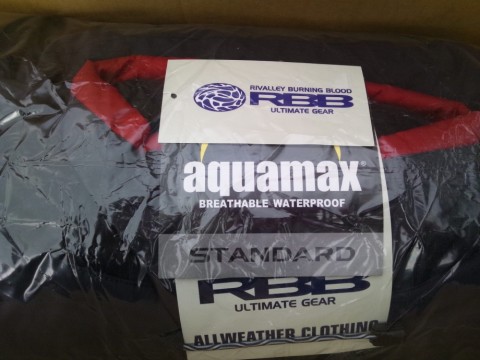 RIVALLEY BURNING BLOOD
RBB
ULTIMATE GEAR
aquamax
BREATHABLE WATERPROOF
STANDARD
RBB
ULTIMATE GEAR
ALLWEATHER CLOTHING